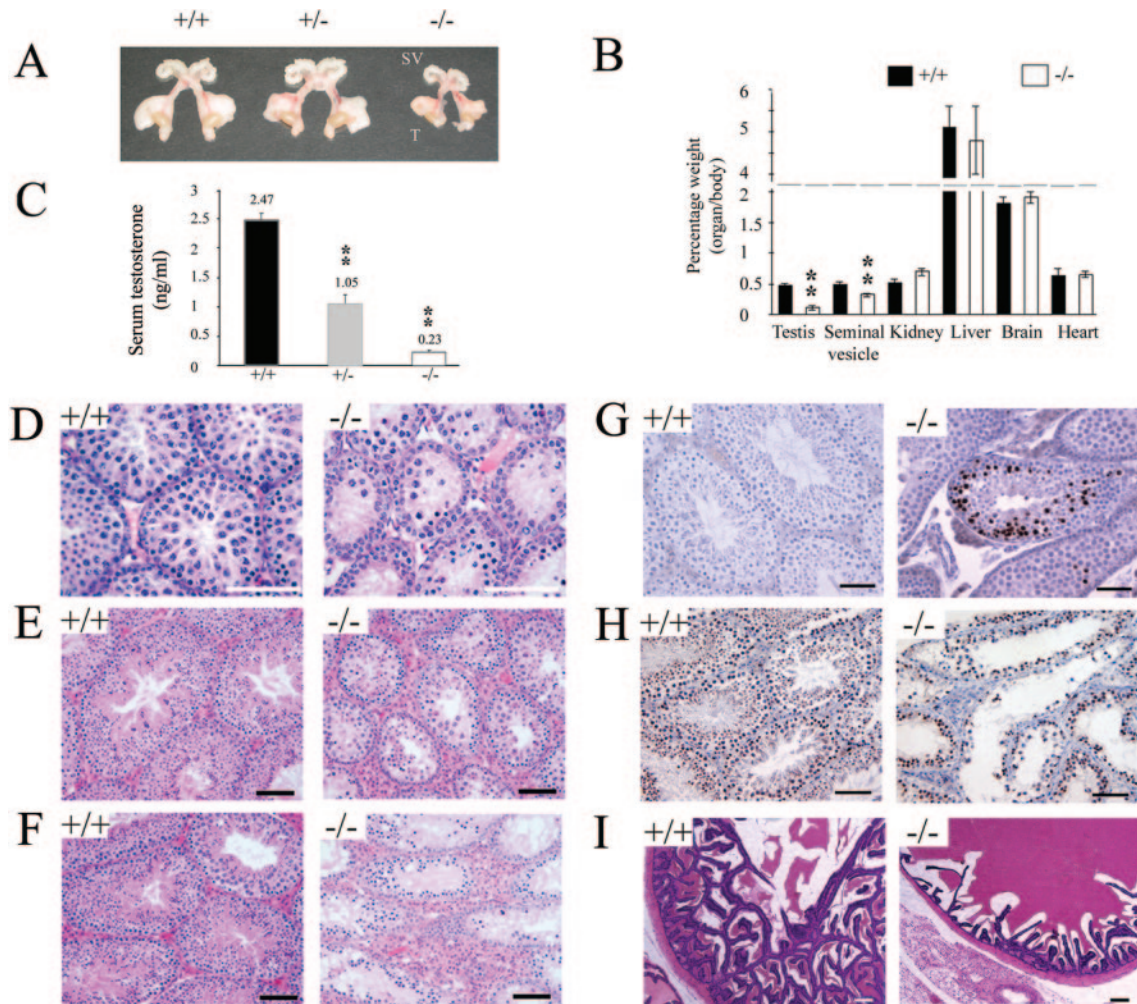 +/+ +/- -/-
A
SV
T
B
+/+ -/-
Percentage weight
(organ/body)
6
5
4
2
1.5
1
0.5
0
** **
Testis Seminal vesicle Kidney Liver Brain Heart
C
Serum testosterone
(ng/ml)
3
2.5
2
1.5
1
0.5
0
2.47
**
1.05
**
0.23
+/+ +/- -/-
D +/+ -/-
E +/+ -/-
F +/+ -/-
G +/+ -/-
H +/+ -/-
I +/+ -/-